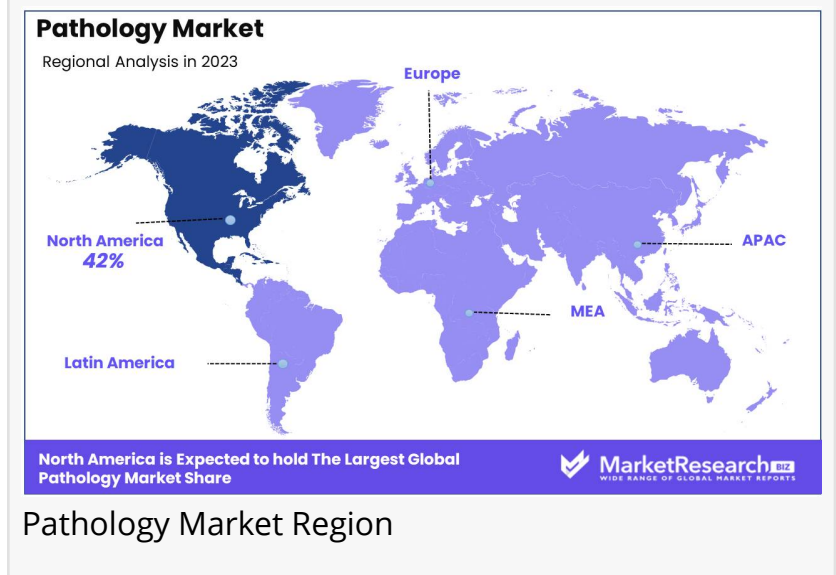 Pathology Market
Regional Analysis in 2023
Europe
North America
42%
APAC
MEA
Latin America
North America is Expected to hold The Largest Global
Pathology Market Share
MarketResearch BIZ
WIDE RANGE OF GLOBAL MARKET REPORTS
Pathology Market Region